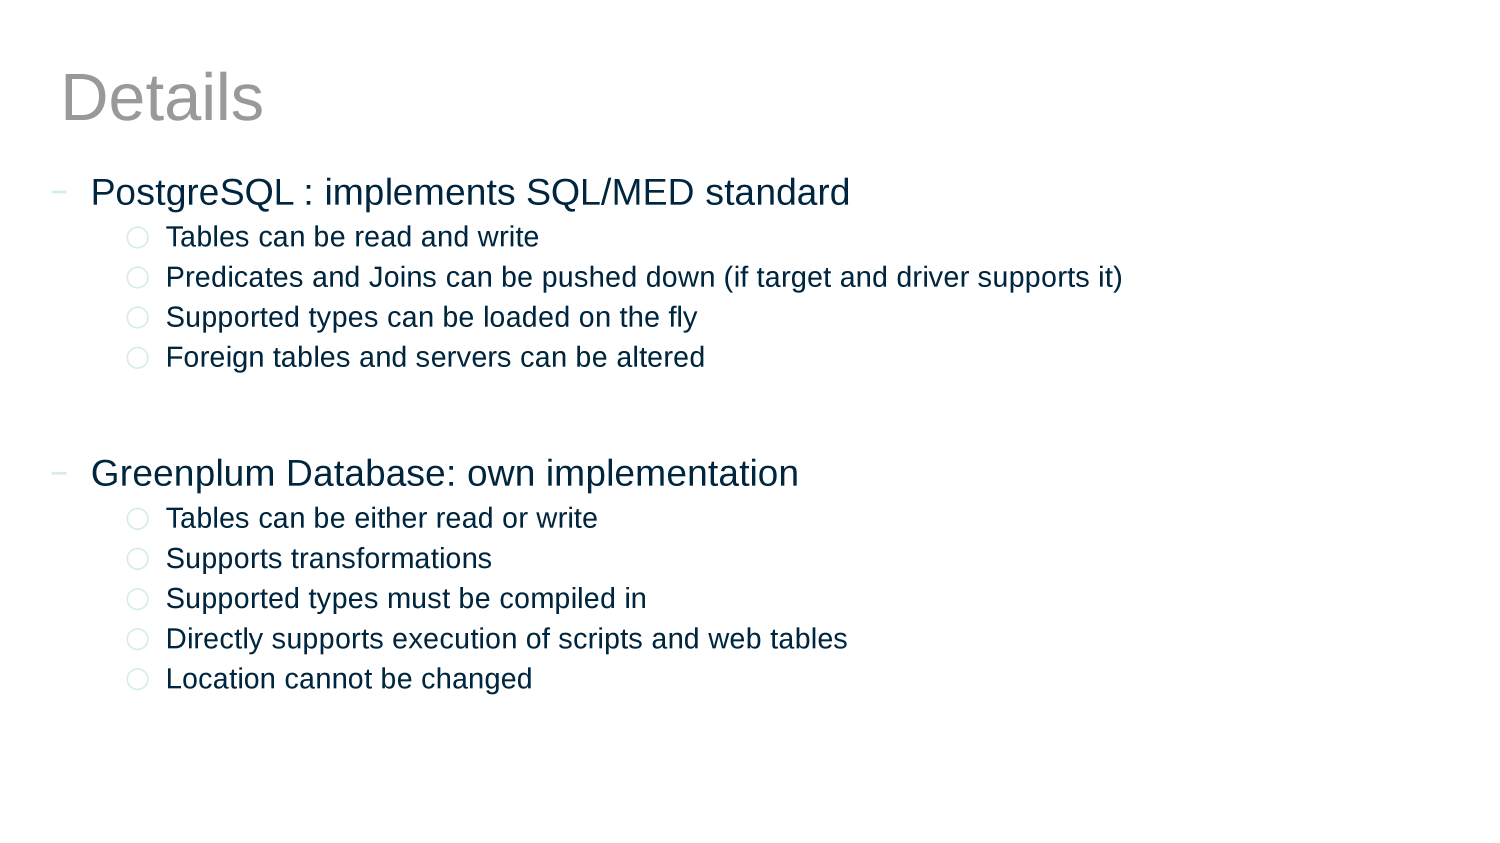 Details
– PostgreSQL : implements SQL/MED standard
○ Tables can be read and write
○ Predicates and Joins can be pushed down (if target and driver supports it)
○ Supported types can be loaded on the fly
○ Foreign tables and servers can be altered
– Greenplum Database: own implementation
○ Tables can be either read or write
○ Supports transformations
○ Supported types must be compiled in
○ Directly supports execution of scripts and web tables
○ Location cannot be changed